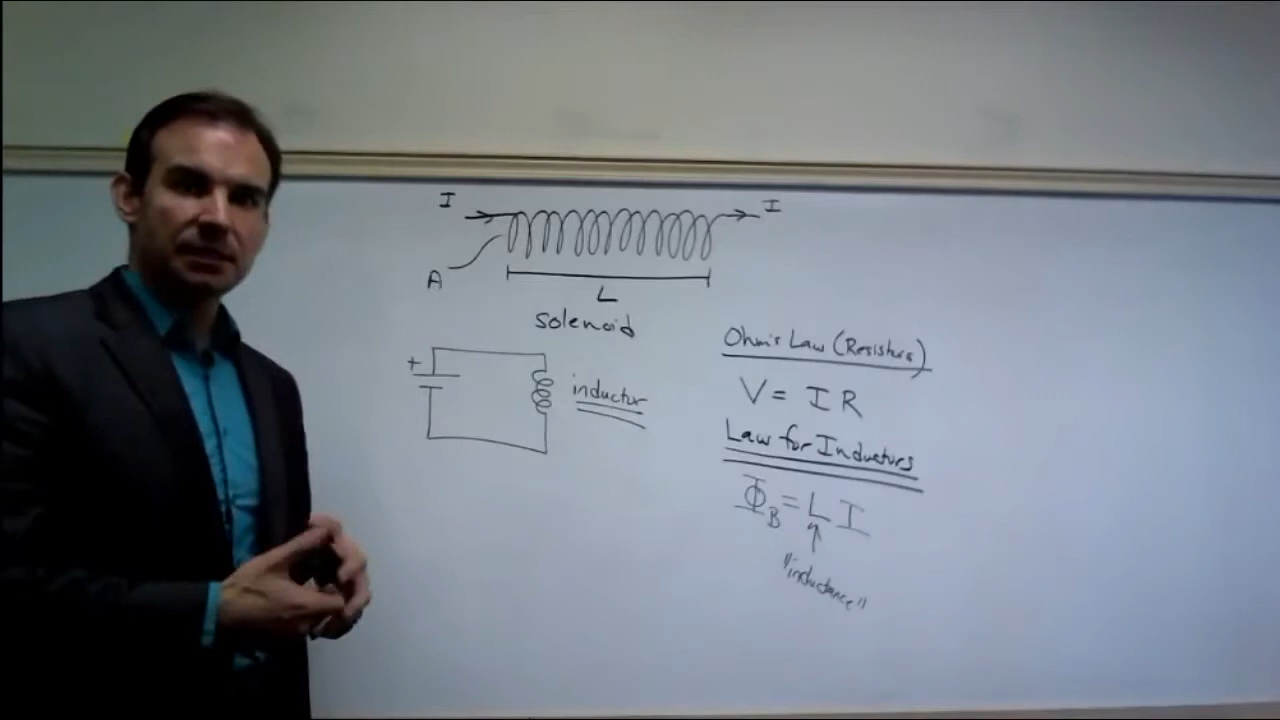 I I
A
L
solenoid
+
inductor
Ohm's Law (Resistors)
V = I R
Law for Inductors
Φ_B = L I
"inductance"